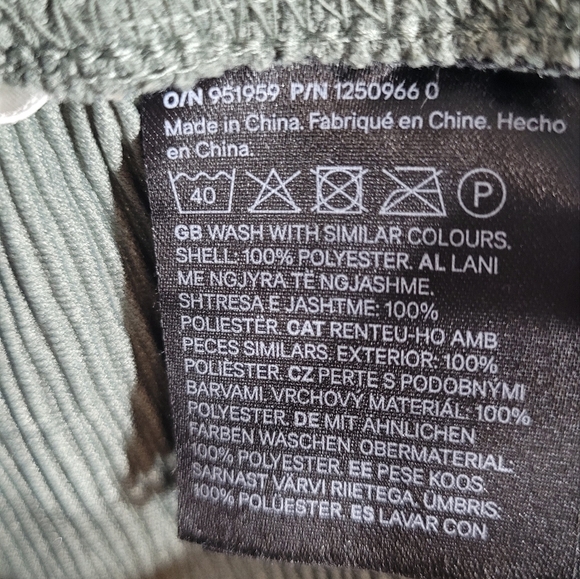 O/N 951959 P/N 1250966 0
Made in China. Fabriqué en Chine. Hecho
en China.
40 P
GB WASH WITH SIMILAR COLOURS.
SHELL: 100% POLYESTER. AL LANI
ME NGJYRA TË NGJASHME.
SHTRESA E JASHTME: 100%
POLIESTER. CAT RENTEU-HO AMB
PECES SIMILARS. EXTERIOR: 100%
POLIÈSTER. CZ PERTE S PODOBNÝMI
BARVAMI. VRCHOVÝ MATERIÁL: 100%
POLYESTER. DE MIT ÄHNLICHEN
FARBEN WASCHEN. OBERMATERIAL:
100% POLYESTER. EE PESE KOOS
SARNAST VÄRVI RIIETEGA. ÜMBRIS:
100% POLÜESTER. ES LAVAR CON